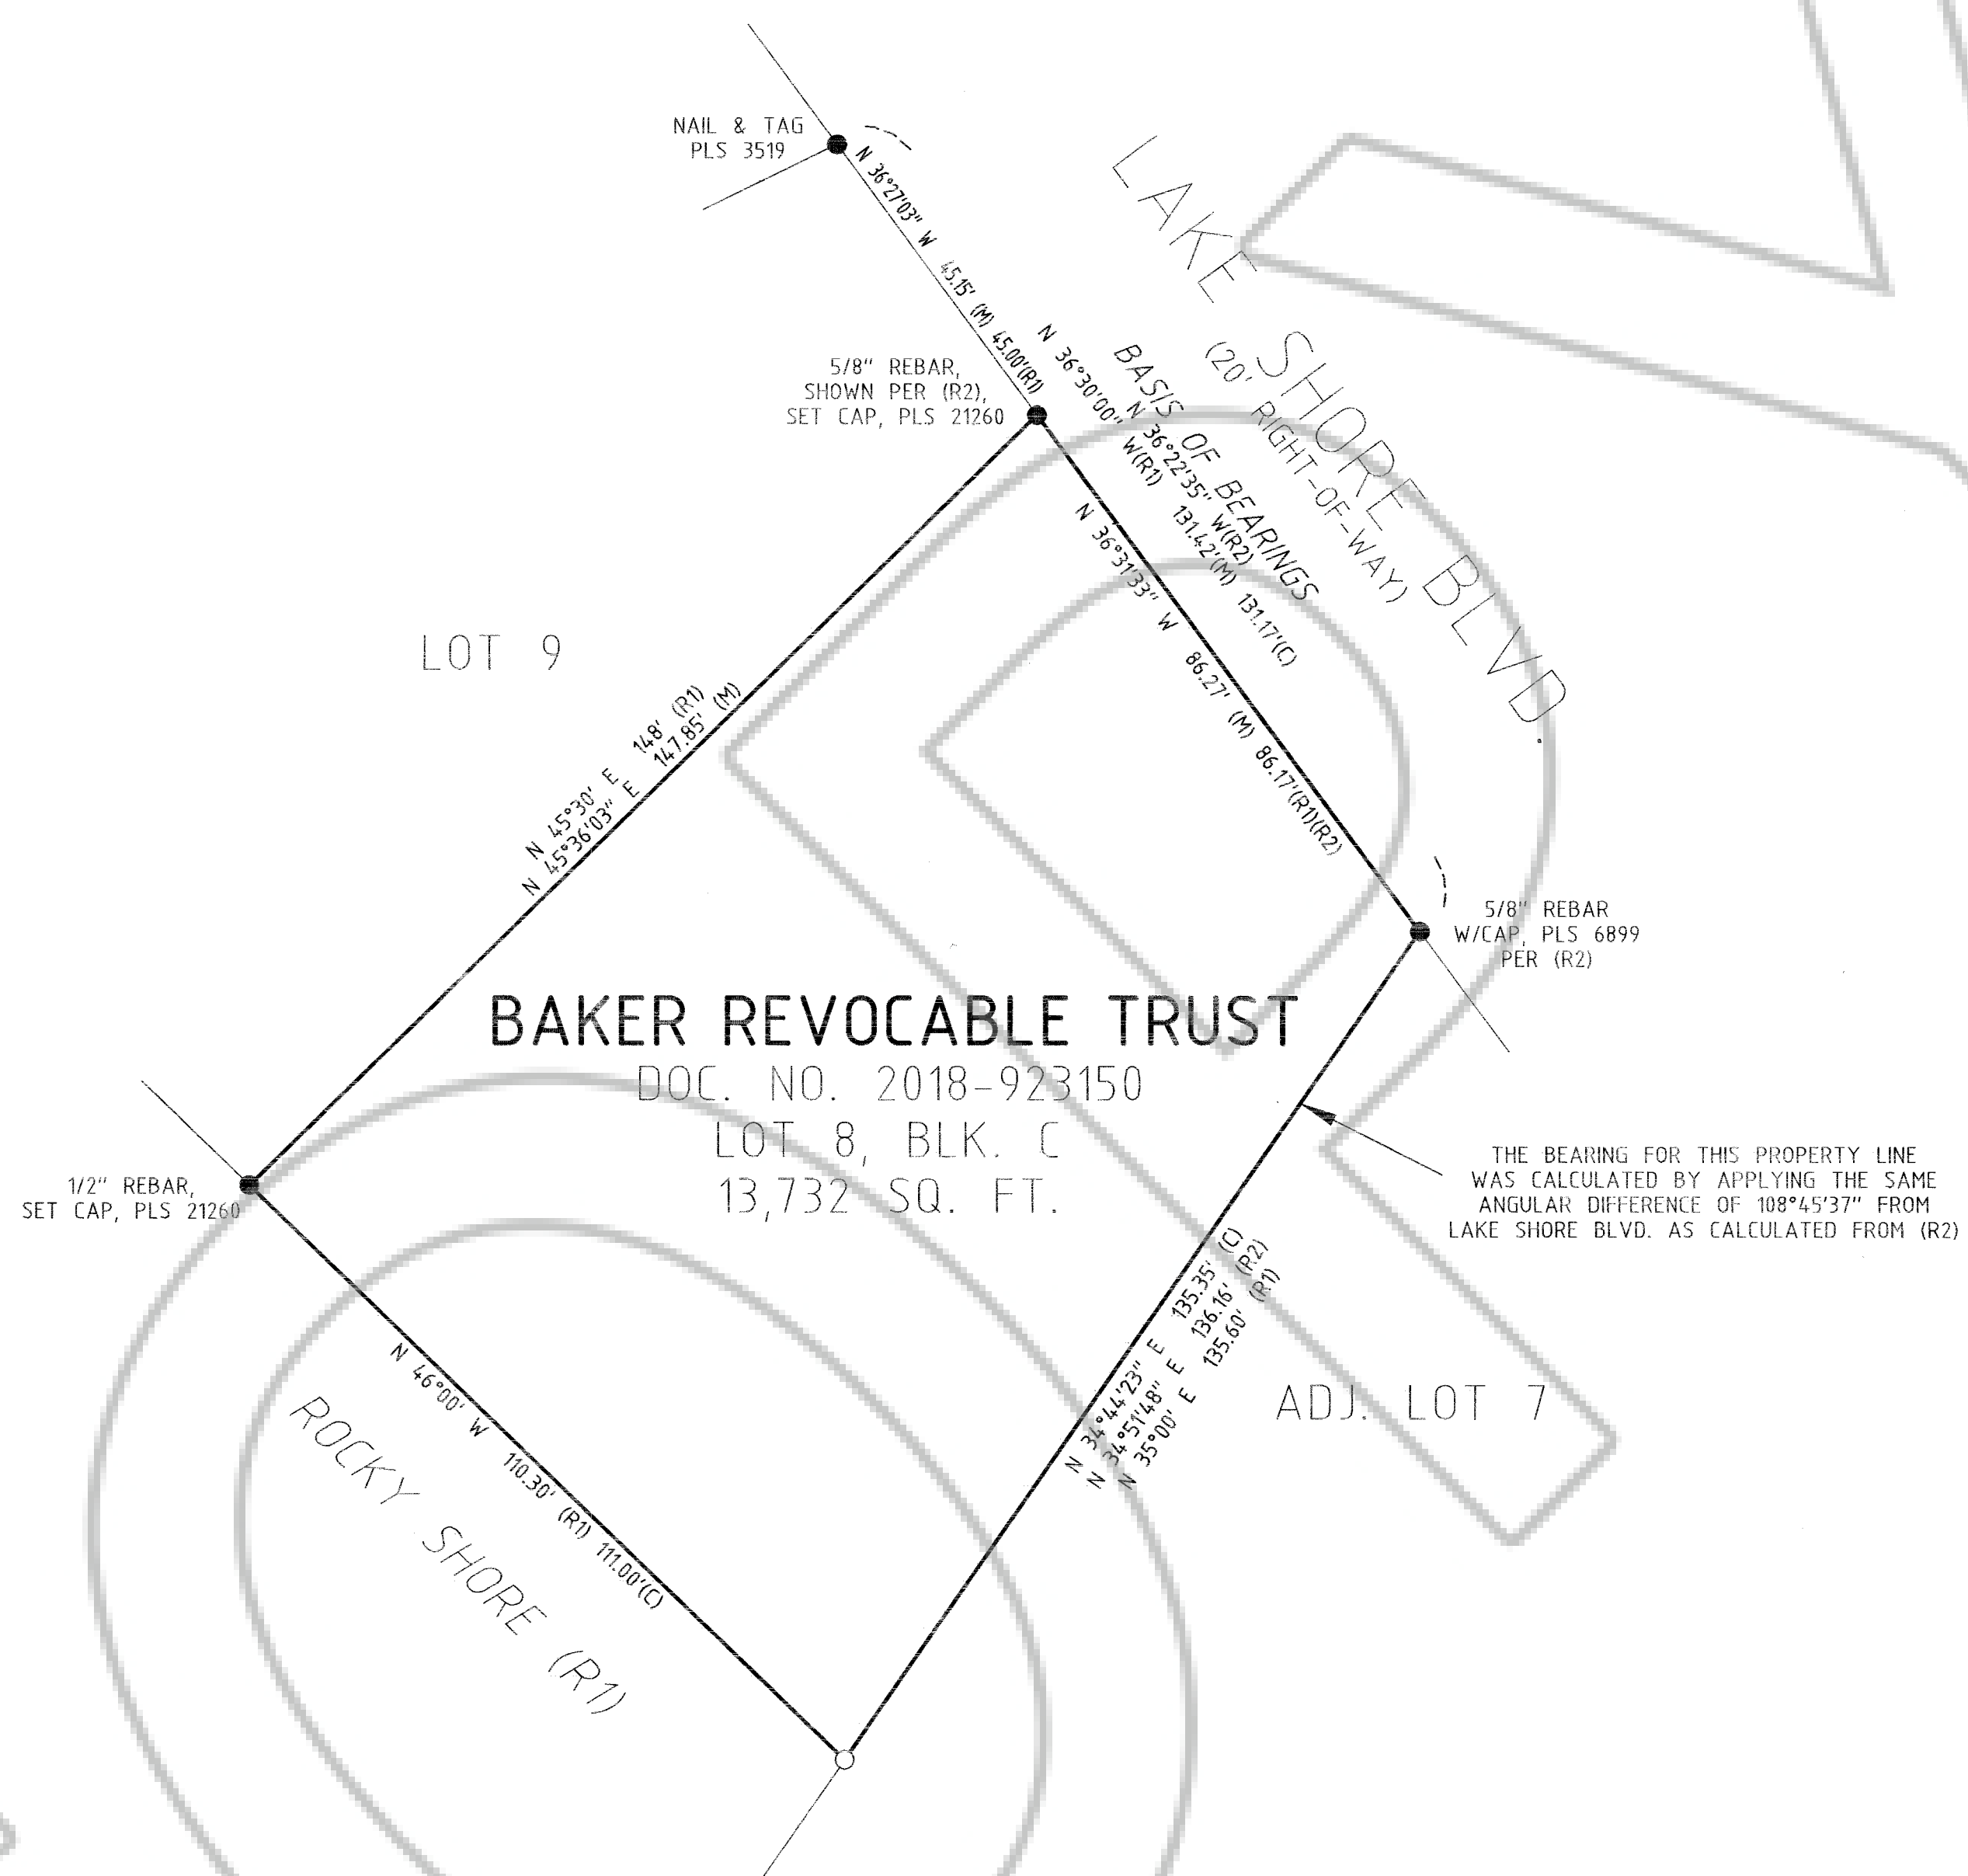 NAIL & TAG
PLS 3519
N 36°27'03" W 45.15' (M) 45.00'(R1)
LAKE SHORE BLVD.
(20' RIGHT-OF-WAY)
BASIS OF BEARINGS
N 36°22'35" W(R2)
N 36°30'00" W(R1) 131.42'(M) 131.17'(C)
5/8" REBAR,
SHOWN PER (R2),
SET CAP, PLS 21260
N 36°31'33" W 86.27' (M) 86.17'(R1)(R2)
LOT 9
N 45°30' E 148' (R1)
N 45°36'03" E 147.85' (M)
5/8" REBAR
W/CAP, PLS 6899
PER (R2)
BAKER REVOCABLE TRUST
DOC. NO. 2018-923150
LOT 8, BLK. C
13,732 SQ. FT.
1/2" REBAR,
SET CAP, PLS 21260
THE BEARING FOR THIS PROPERTY LINE
WAS CALCULATED BY APPLYING THE SAME
ANGULAR DIFFERENCE OF 108°45'37" FROM
LAKE SHORE BLVD. AS CALCULATED FROM (R2)
N 34°44'23" E 135.35' (C)
N 34°51'48" E 136.16' (R2)
N 35°00' E 135.60' (R1)
ADJ. LOT 7
N 46°00' W 110.30' (R1) 111.00'(C)
ROCKY SHORE (R1)